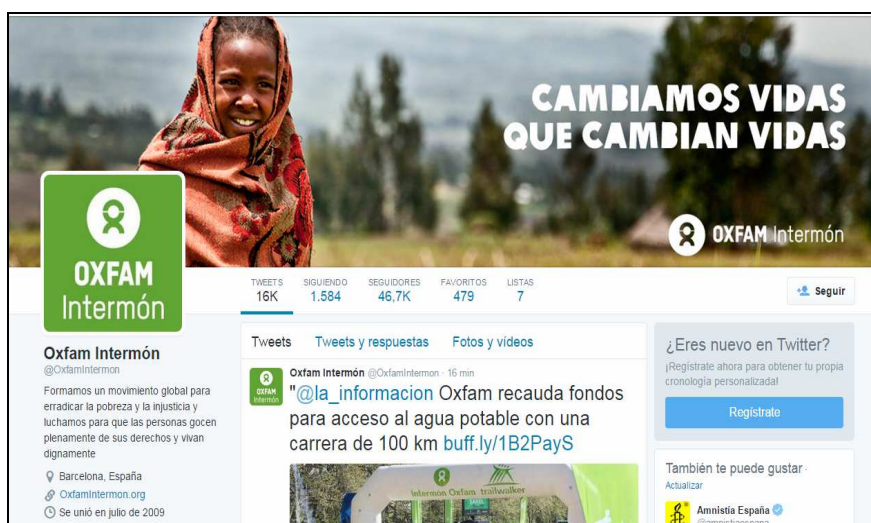 CAMBIAMOS VIDAS
QUE CAMBIAN VIDAS
OXFAM Intermón
OXFAM
Intermón
TWEETS SIGUIENDO SEGUIDORES FAVORITOS LISTAS
16K 1.584 46,7K 479 7
Seguir
Oxfam Intermón
@OxfamIntermon
Formamos un movimiento global para
erradicar la pobreza y la injusticia y
luchamos para que las personas gocen
plenamente de sus derechos y vivan
dignamente
Barcelona, España
OxfamIntermon.org
Se unió en julio de 2009
Tweets Tweets y respuestas Fotos y vídeos
OXFAM
Intermón
Oxfam Intermón @OxfamIntermon · 16 min
"@la_informacion Oxfam recauda fondos
para acceso al agua potable con una
carrera de 100 km buff.ly/1B2PayS
Intermón Oxfam trailwalker
¿Eres nuevo en Twitter?
¡Regístrate ahora para obtener tu propia
cronología personalizada!
Regístrate
También te puede gustar ·
Actualizar
Amnistía España
@amnistiaespana